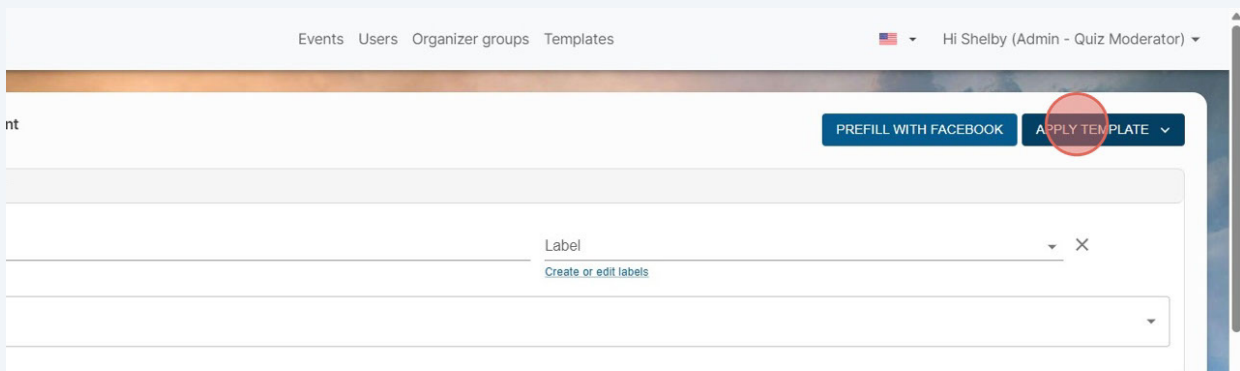 Events Users Organizer groups Templates Hi Shelby (Admin - Quiz Moderator)
nt PREFILL WITH FACEBOOK APPLY TEMPLATE
Label
Create or edit labels